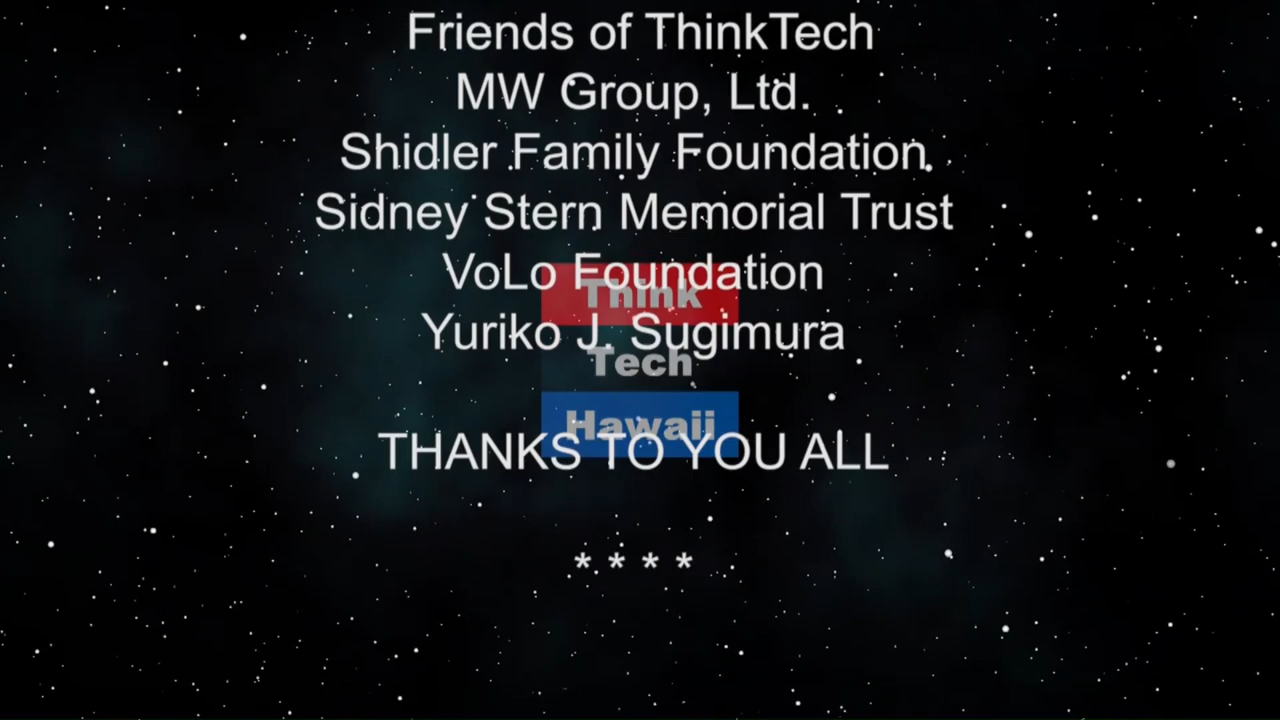 Friends of ThinkTech
MW Group, Ltd.
Shidler Family Foundation
Sidney Stern Memorial Trust
VoLo Foundation
Think
Yuriko J. Sugimura
Tech
Hawaii
THANKS TO YOU ALL
* * * *